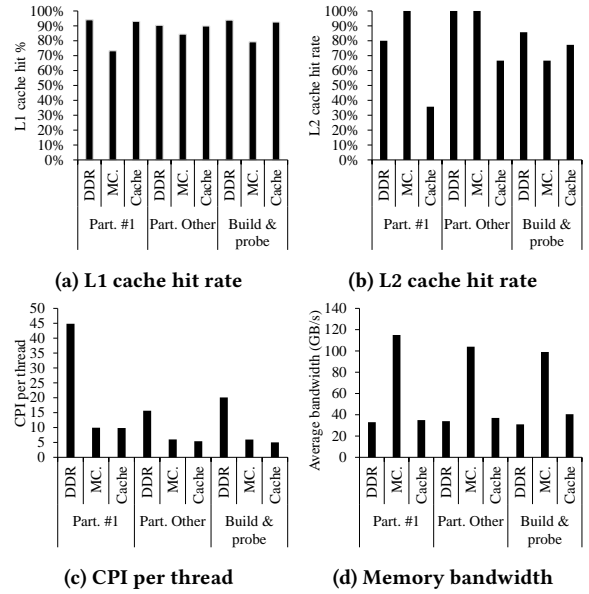 L1 cache hit %
100%
90%
80%
70%
60%
50%
40%
30%
20%
10%
0%
DDR
MC.
Cache
DDR
MC.
Cache
DDR
MC.
Cache
Part. #1
Part. Other
Build &
probe
(a) L1 cache hit rate
L2 cache hit rate
100%
90%
80%
70%
60%
50%
40%
30%
20%
10%
0%
DDR
MC.
Cache
DDR
MC.
Cache
DDR
MC.
Cache
Part. #1
Part. Other
Build &
probe
(b) L2 cache hit rate
CPI per thread
50
45
40
35
30
25
20
15
10
5
0
DDR
MC.
Cache
DDR
MC.
Cache
DDR
MC.
Cache
Part. #1
Part. Other
Build &
probe
(c) CPI per thread
Average bandwidth (GB/s)
140
120
100
80
60
40
20
0
DDR
MC.
Cache
DDR
MC.
Cache
DDR
MC.
Cache
Part. #1
Part. Other
Build &
probe
(d) Memory bandwidth